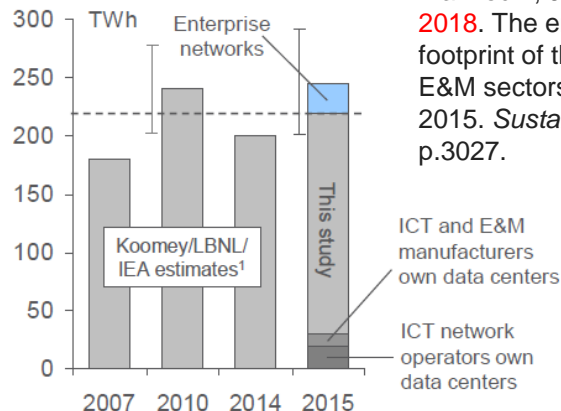 2018. The e
footprint of th
E&M sectors
2015. Susta
p.3027.
TWh
300
250
200
150
100
50
0
Enterprise
networks
This study
Koomey/LBNL/
IEA estimates¹
ICT and E&M
manufacturers
own data centers
ICT network
operators own
data centers
2007 2010 2014 2015